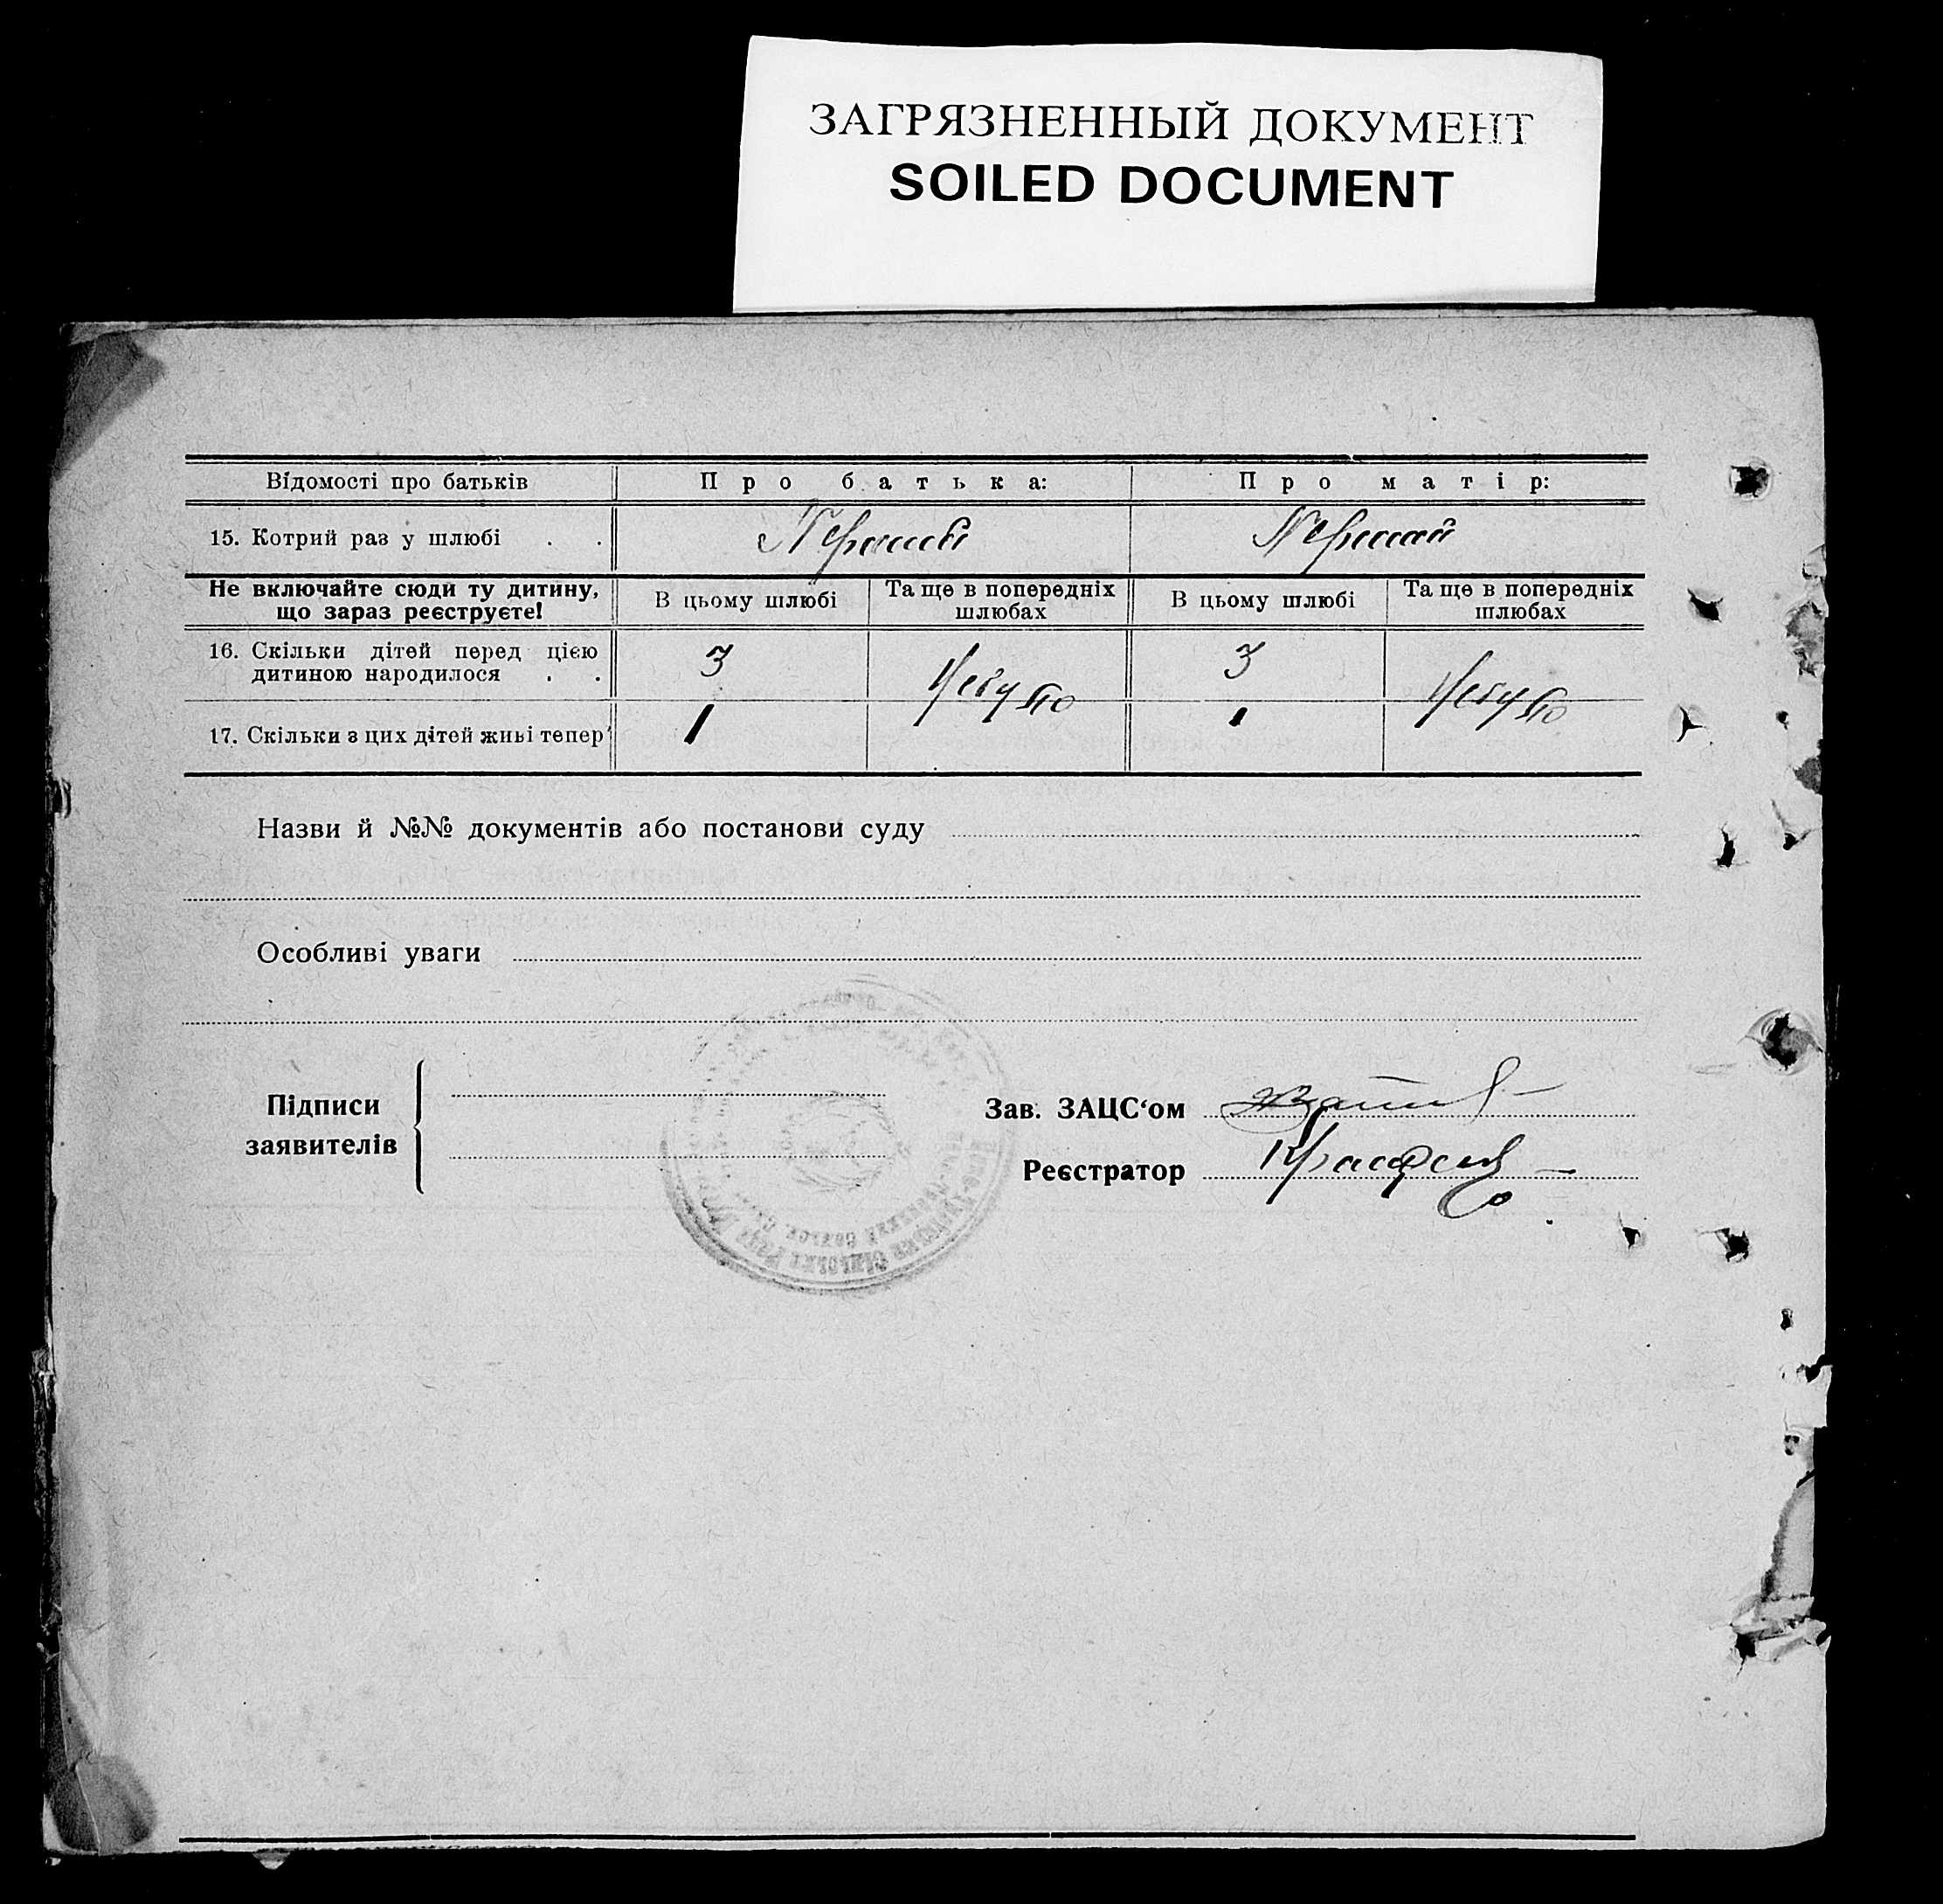 ЗАГРЯЗНЕННЫЙ ДОКУМЕНТ
SOILED DOCUMENT
Відомості про батьків Про батька: Про матір:
15. Котрий раз у шлюбі . . Перший Перший
Не включайте сюди ту дитину, що зараз реєструєте! В цьому шлюбі Та ще в попередніх шлюбах В цьому шлюбі Та ще в попередніх шлюбах
16. Скільки дітей перед цією дитиною народилося . . 3 Небуло 3 Небуло
17. Скільки з цих дітей живі тепер 1 1
Назви й №№ документів або постанови суду
Особливі уваги
Підписи заявителів
Зав. ЗАЦС‘ом
Реєстратор